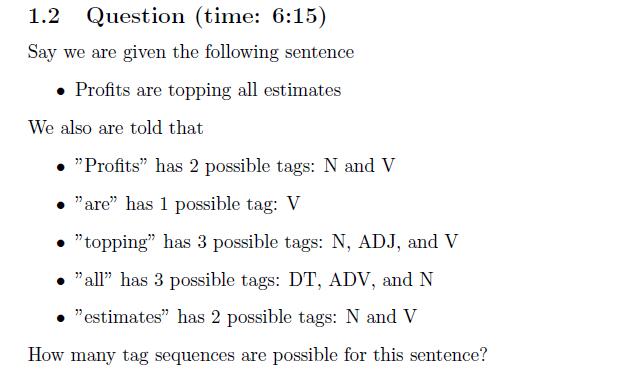 1.2 Question (time: 6:15)
Say we are given the following sentence
• Profits are topping all estimates
We also are told that
• ”Profits” has 2 possible tags: N and V
• ”are” has 1 possible tag: V
• ”topping” has 3 possible tags: N, ADJ, and V
• ”all” has 3 possible tags: DT, ADV, and N
• ”estimates” has 2 possible tags: N and V
How many tag sequences are possible for this sentence?